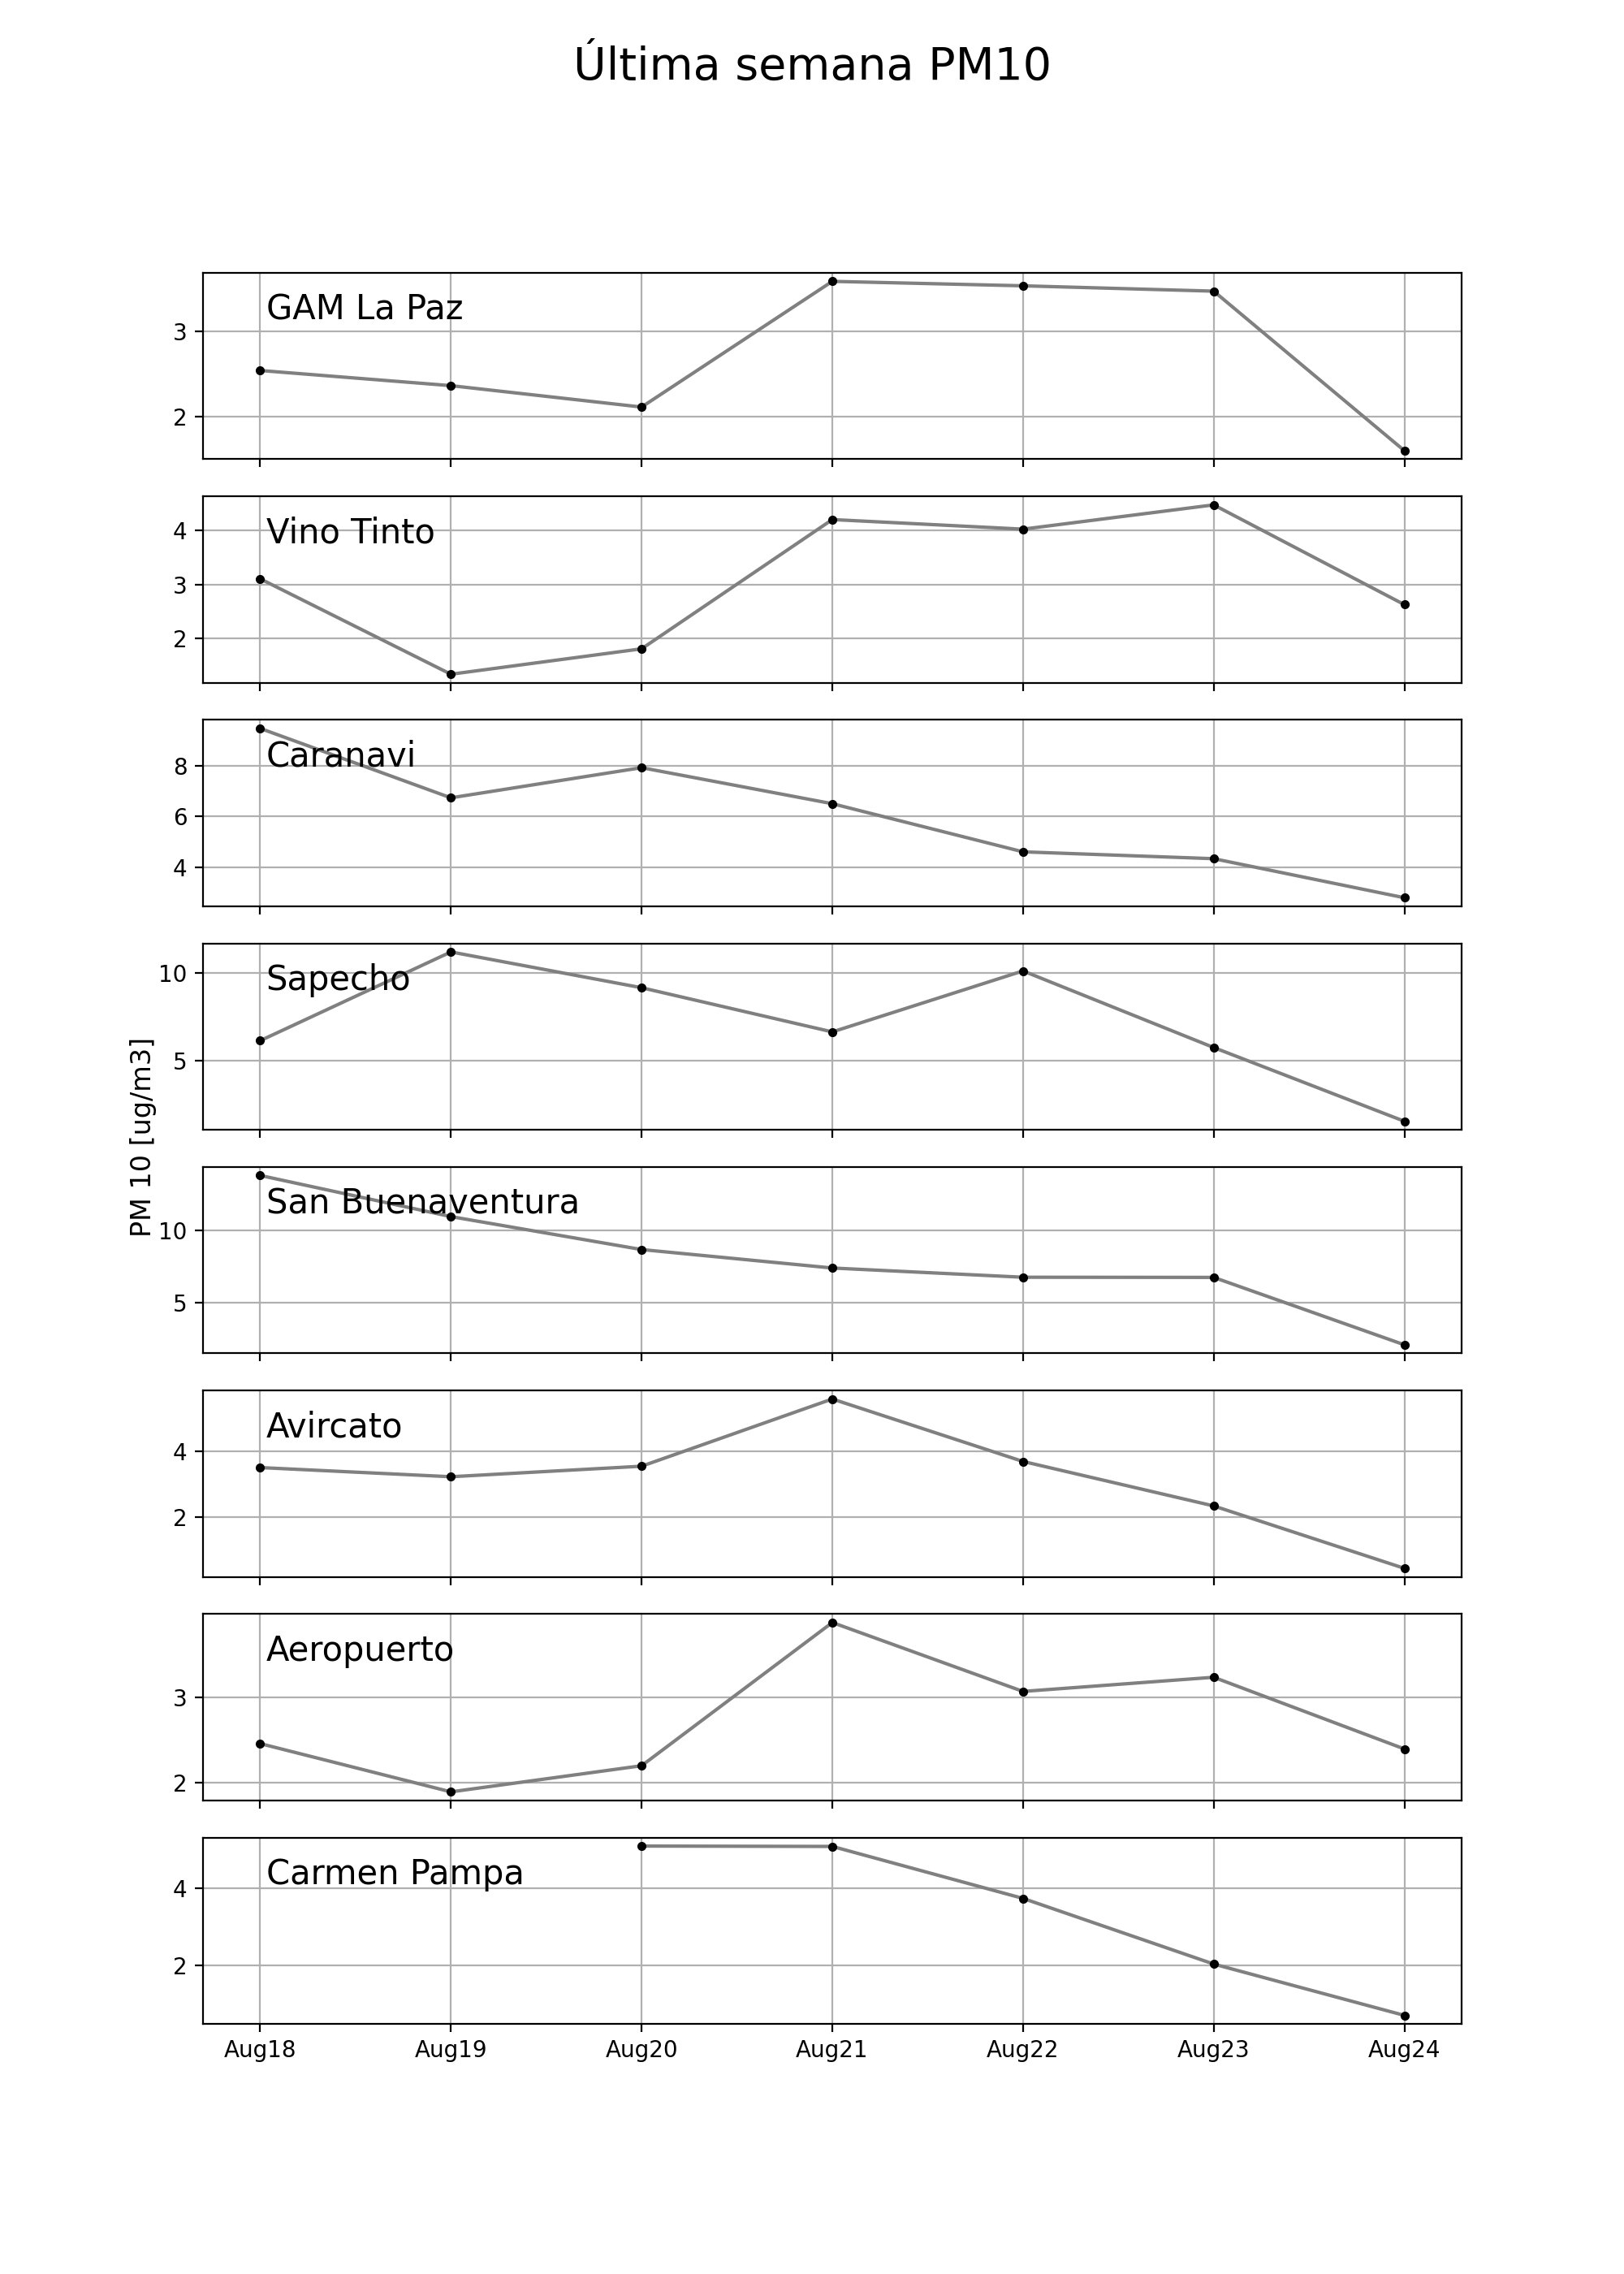 Última semana PM10
GAM La Paz
3
2
Vino Tinto
4
3
2
Caranavi
8
6
4
Sapecho
10
5
PM 10 [ug/m3]
San Buenaventura
10
5
Avircato
4
2
Aeropuerto
3
2
Carmen Pampa
4
2
Aug18 Aug19 Aug20 Aug21 Aug22 Aug23 Aug24